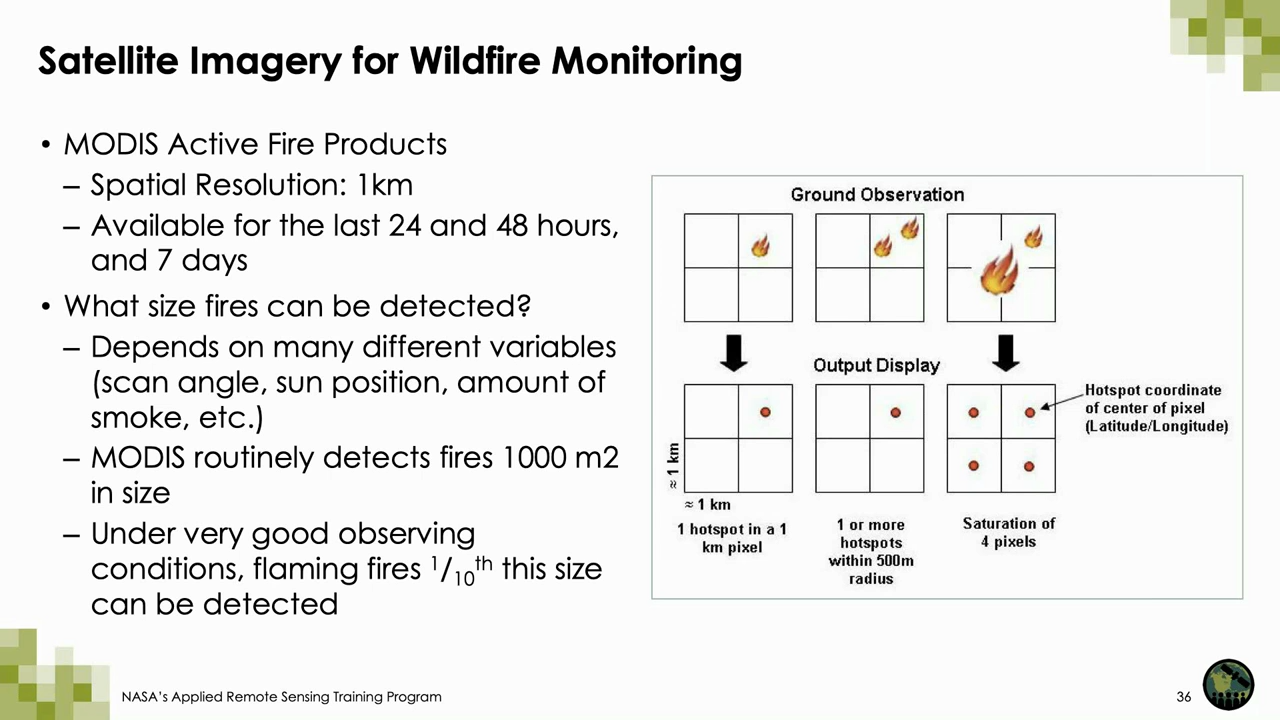 Satellite Imagery for Wildfire Monitoring
• MODIS Active Fire Products
– Spatial Resolution: 1km
– Available for the last 24 and 48 hours,
and 7 days
• What size fires can be detected?
– Depends on many different variables
(scan angle, sun position, amount of
smoke, etc.)
– MODIS routinely detects fires 1000 m2
in size
– Under very good observing
conditions, flaming fires 1/10th this size
can be detected
Ground Observation
Output Display
Hotspot coordinate
of center of pixel
(Latitude/Longitude)
≈ 1 km
≈ 1 km
1 hotspot in a 1
km pixel
1 or more
hotspots
within 500m
radius
Saturation of
4 pixels
NASA's Applied Remote Sensing Training Program
36